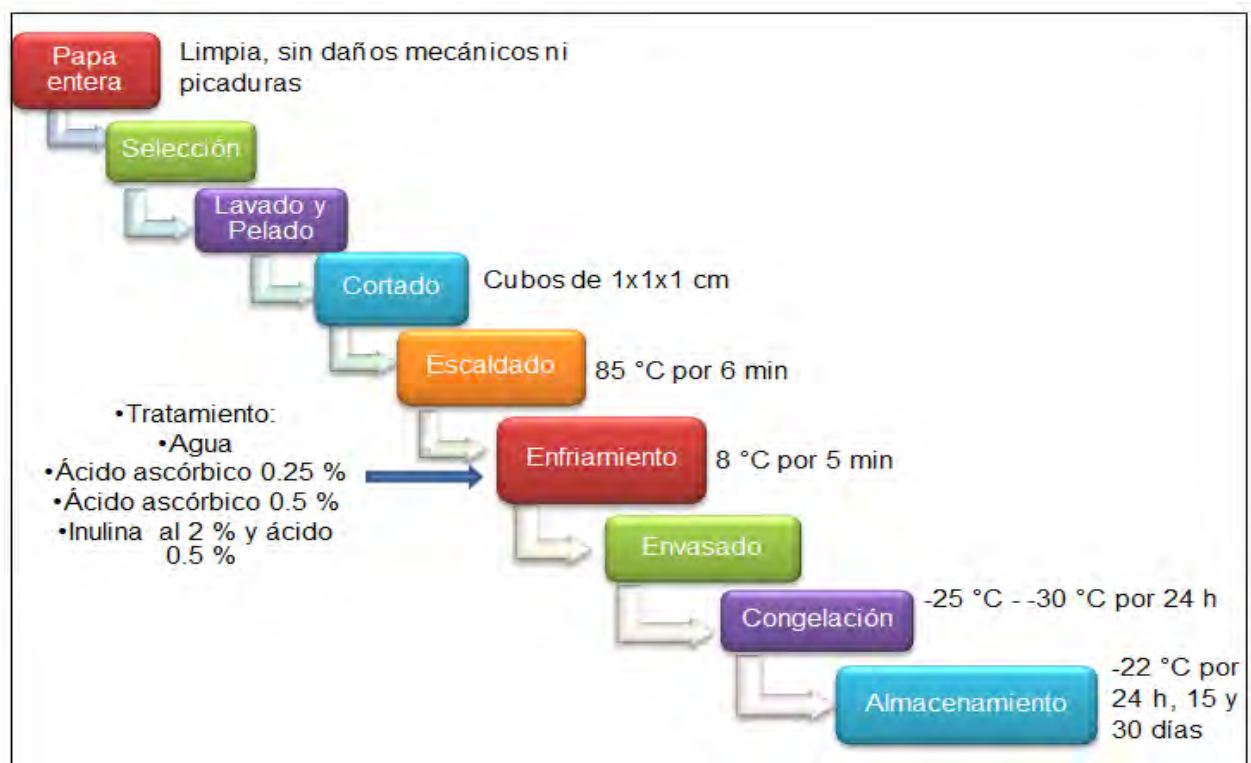 Papa
entera
Limpia, sin daños mecánicos ni
picaduras
Selección
Lavado y
Pelado
Cortado
Cubos de 1x1x1 cm
Escaldado
85 °C por 6 min
•Tratamiento:
•Agua
•Ácido ascórbico 0.25 %
•Ácido ascórbico 0.5 %
•Inulina al 2 % y ácido
0.5 %
Enfriamiento
8 °C por 5 min
Envasado
Congelación
-25 °C - -30 °C por 24 h
Almacenamiento
-22 °C por
24 h, 15 y
30 días